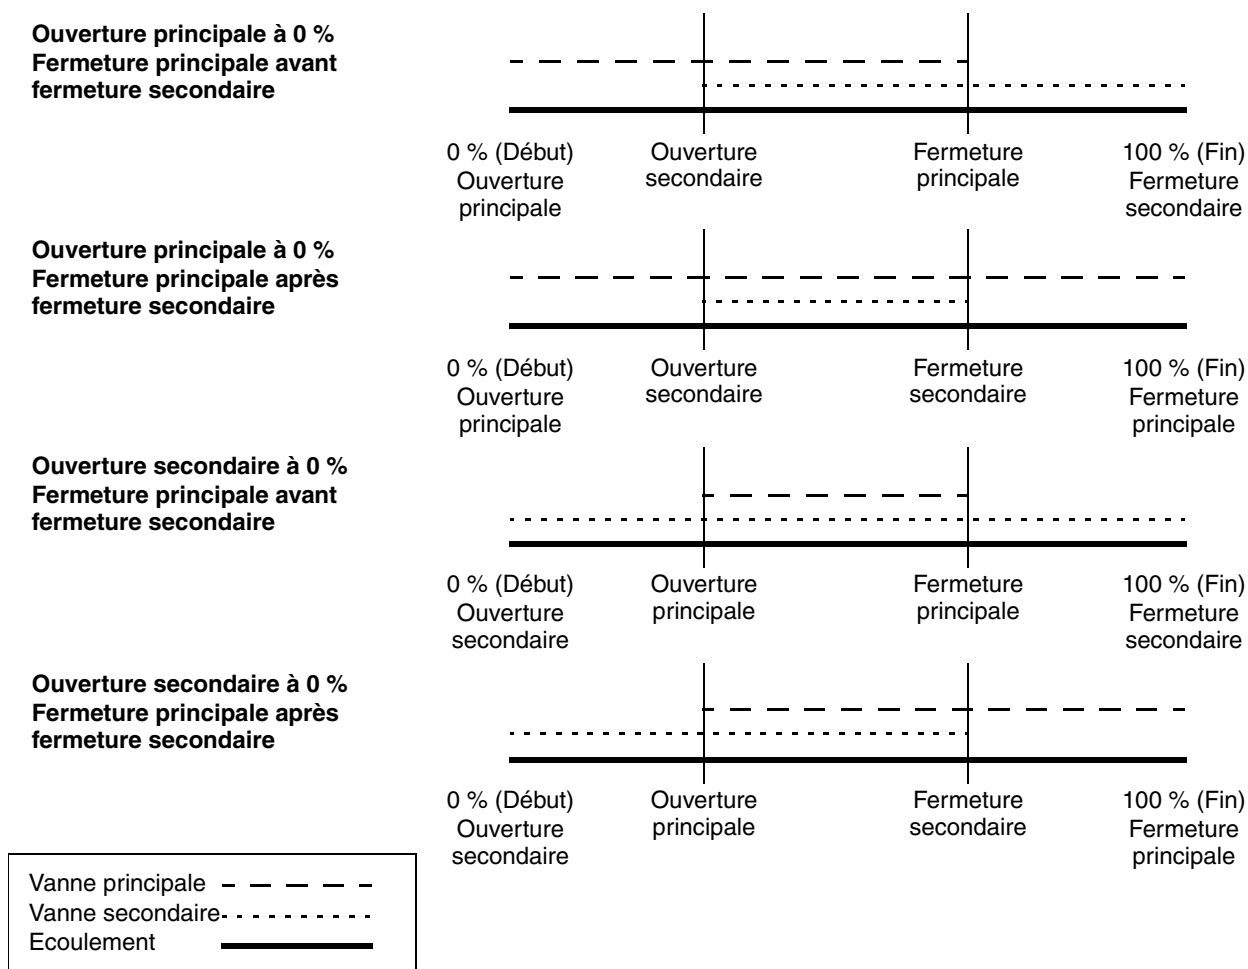 Ouverture principale à 0 %
Fermeture principale avant
fermeture secondaire
0 % (Début)
Ouverture
principale
Ouverture
secondaire
Fermeture
principale
100 % (Fin)
Fermeture
secondaire
Ouverture principale à 0 %
Fermeture principale après
fermeture secondaire
0 % (Début)
Ouverture
principale
Ouverture
secondaire
Fermeture
secondaire
100 % (Fin)
Fermeture
principale
Ouverture secondaire à 0 %
Fermeture principale avant
fermeture secondaire
0 % (Début)
Ouverture
secondaire
Ouverture
principale
Fermeture
principale
100 % (Fin)
Fermeture
secondaire
Ouverture secondaire à 0 %
Fermeture principale après
fermeture secondaire
0 % (Début)
Ouverture
secondaire
Ouverture
principale
Fermeture
secondaire
100 % (Fin)
Fermeture
principale
Vanne principale
Vanne secondaire
Ecoulement